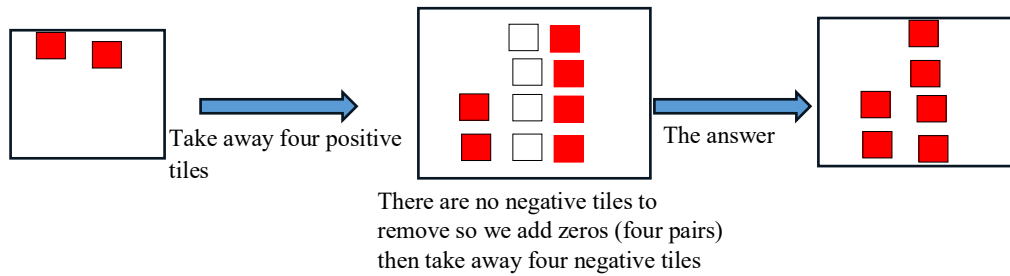 Take away four positive
tiles
There are no negative tiles to
remove so we add zeros (four pairs)
then take away four negative tiles
The answer